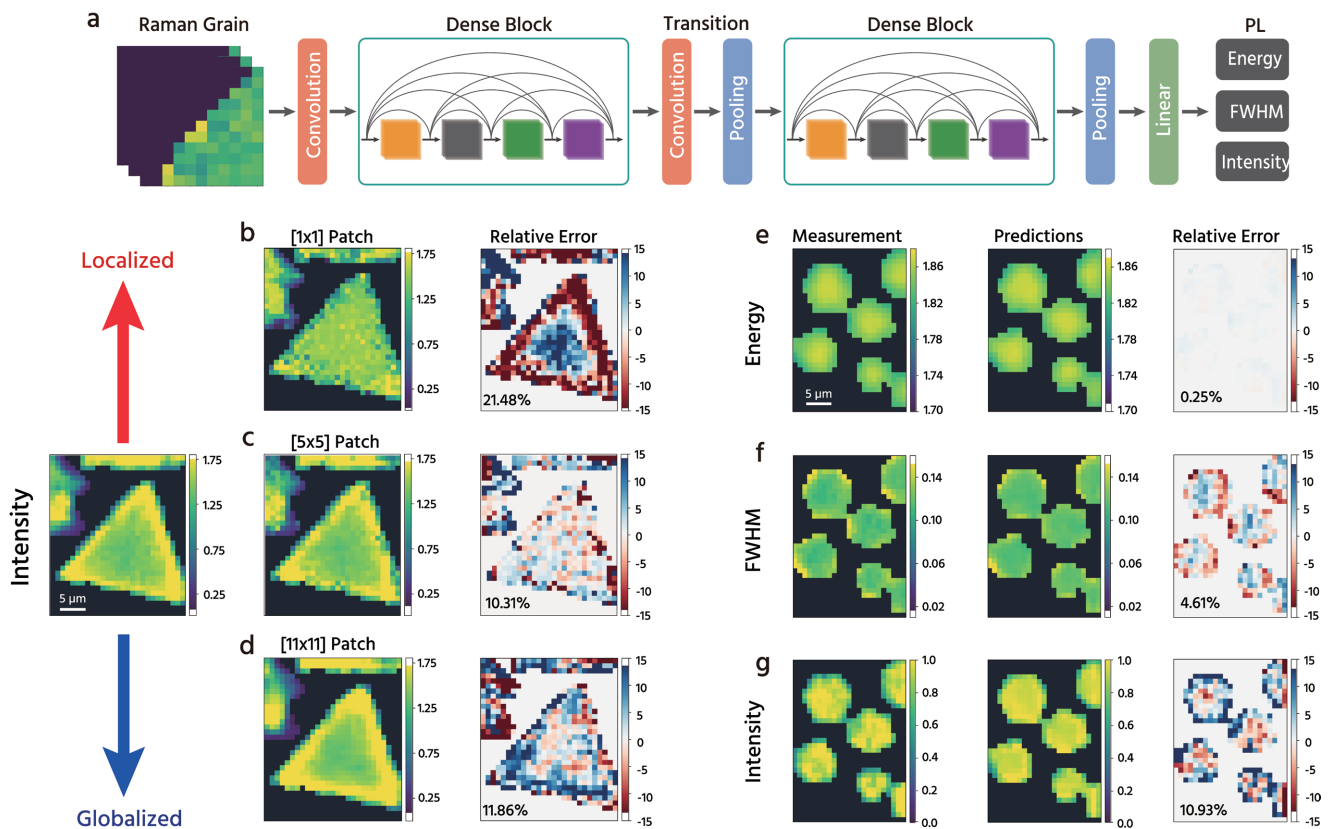 a
Raman Grain
Dense Block
Transition
Dense Block
PL
Convolution
Convolution
Pooling
Pooling
Linear
Energy
FWHM
Intensity
Localized
Globalized
Intensity
5 μm
1.75
1.25
0.75
0.25
b
[1x1] Patch
Relative Error
1.75
1.25
0.75
0.25
21.48%
15
10
5
0
-5
-10
-15
c
[5x5] Patch
1.75
1.25
0.75
0.25
10.31%
15
10
5
0
-5
-10
-15
d
[11x11] Patch
1.75
1.25
0.75
0.25
11.86%
15
10
5
0
-5
-10
-15
e
Measurement
Predictions
Relative Error
Energy
5 μm
1.86
1.82
1.78
1.74
1.70
1.86
1.82
1.78
1.74
1.70
0.25%
15
10
5
0
-5
-10
-15
f
FWHM
0.14
0.10
0.06
0.02
0.14
0.10
0.06
0.02
4.61%
15
10
5
0
-5
-10
-15
g
Intensity
1.0
0.8
0.6
0.4
0.2
0.0
1.0
0.8
0.6
0.4
0.2
0.0
10.93%
15
10
5
0
-5
-10
-15